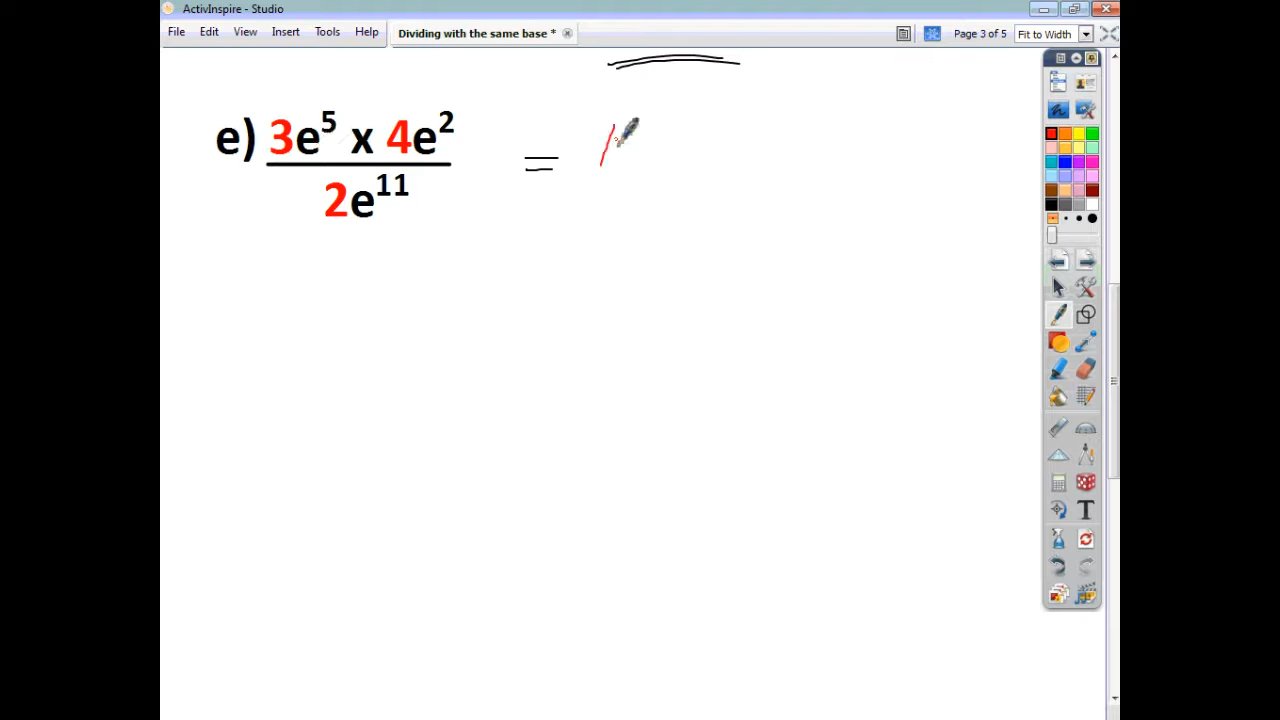 ActivInspire - Studio
File Edit View Insert Tools Help Dividing with the same base * Page 3 of 5 Fit to Width
e) 3e⁵ x 4e² =
2e¹¹
T